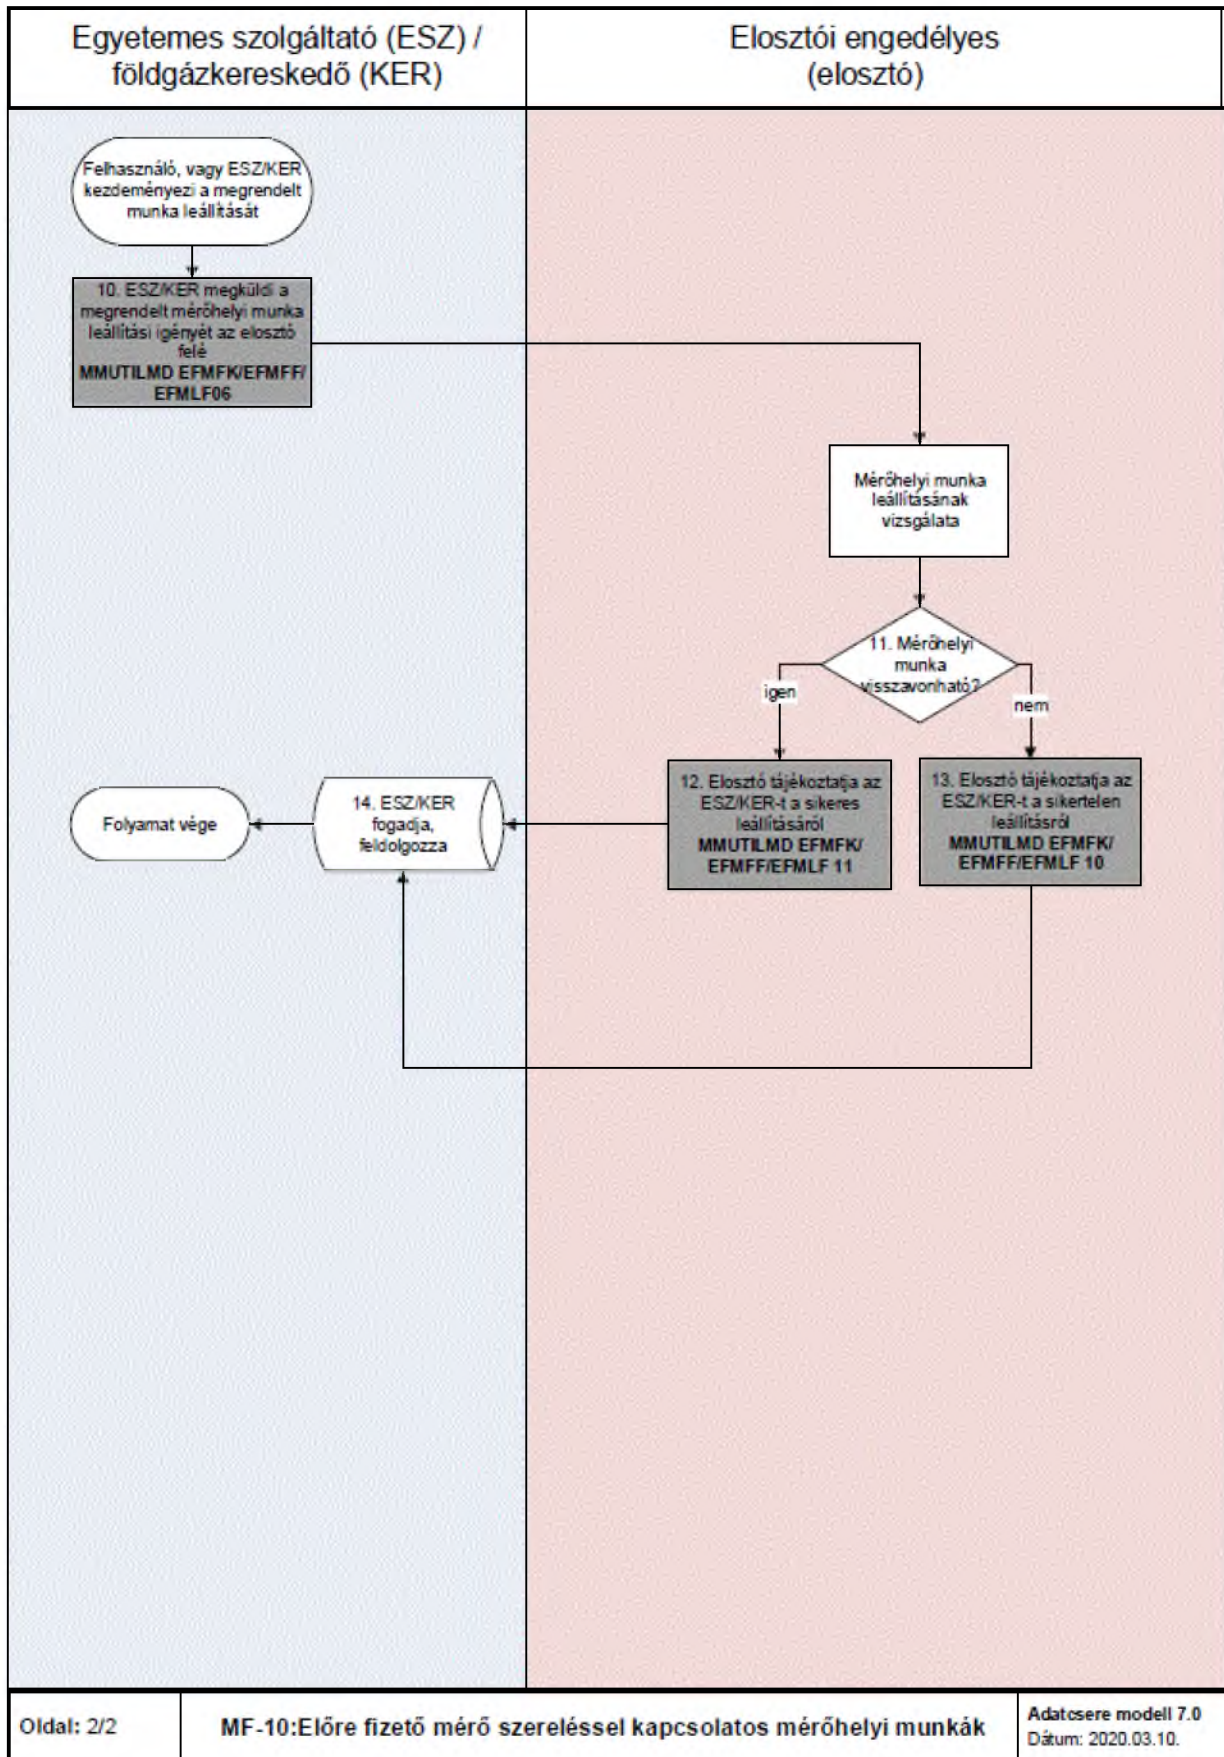 Egyetemes szolgáltató (ESZ) /
földgázkereskedő (KER)
Elosztói engedélyes
(elosztó)
Felhasználó, vagy ESZ/KER
kezdeményezi a megrendelt
munka leállítását
10. ESZ/KER megküldi a
megrendelt mérőhelyi munka
leállítási igényét az elosztó
felé
MMUTILMD EFMFK/EFMFF/
EFMLF06
Mérőhelyi munka
leállításának
vizsgálata
11. Mérőhelyi
munka
visszavonható?
igen
nem
12. Elosztó tájékoztatja az
ESZ/KER-t a sikeres
leállításáról
MMUTILMD EFMFK/
EFMFF/EFMLF 11
13. Elosztó tájékoztatja az
ESZ/KER-t a sikertelen
leállításról
MMUTILMD EFMFK/
EFMFF/EFMLF 10
14. ESZ/KER
fogadja,
feldolgozza
Folyamat vége
Oldal: 2/2
MF-10:Előre fizető mérő szereléssel kapcsolatos mérőhelyi munkák
Adatcsere modell 7.0
Dátum: 2020.03.10.